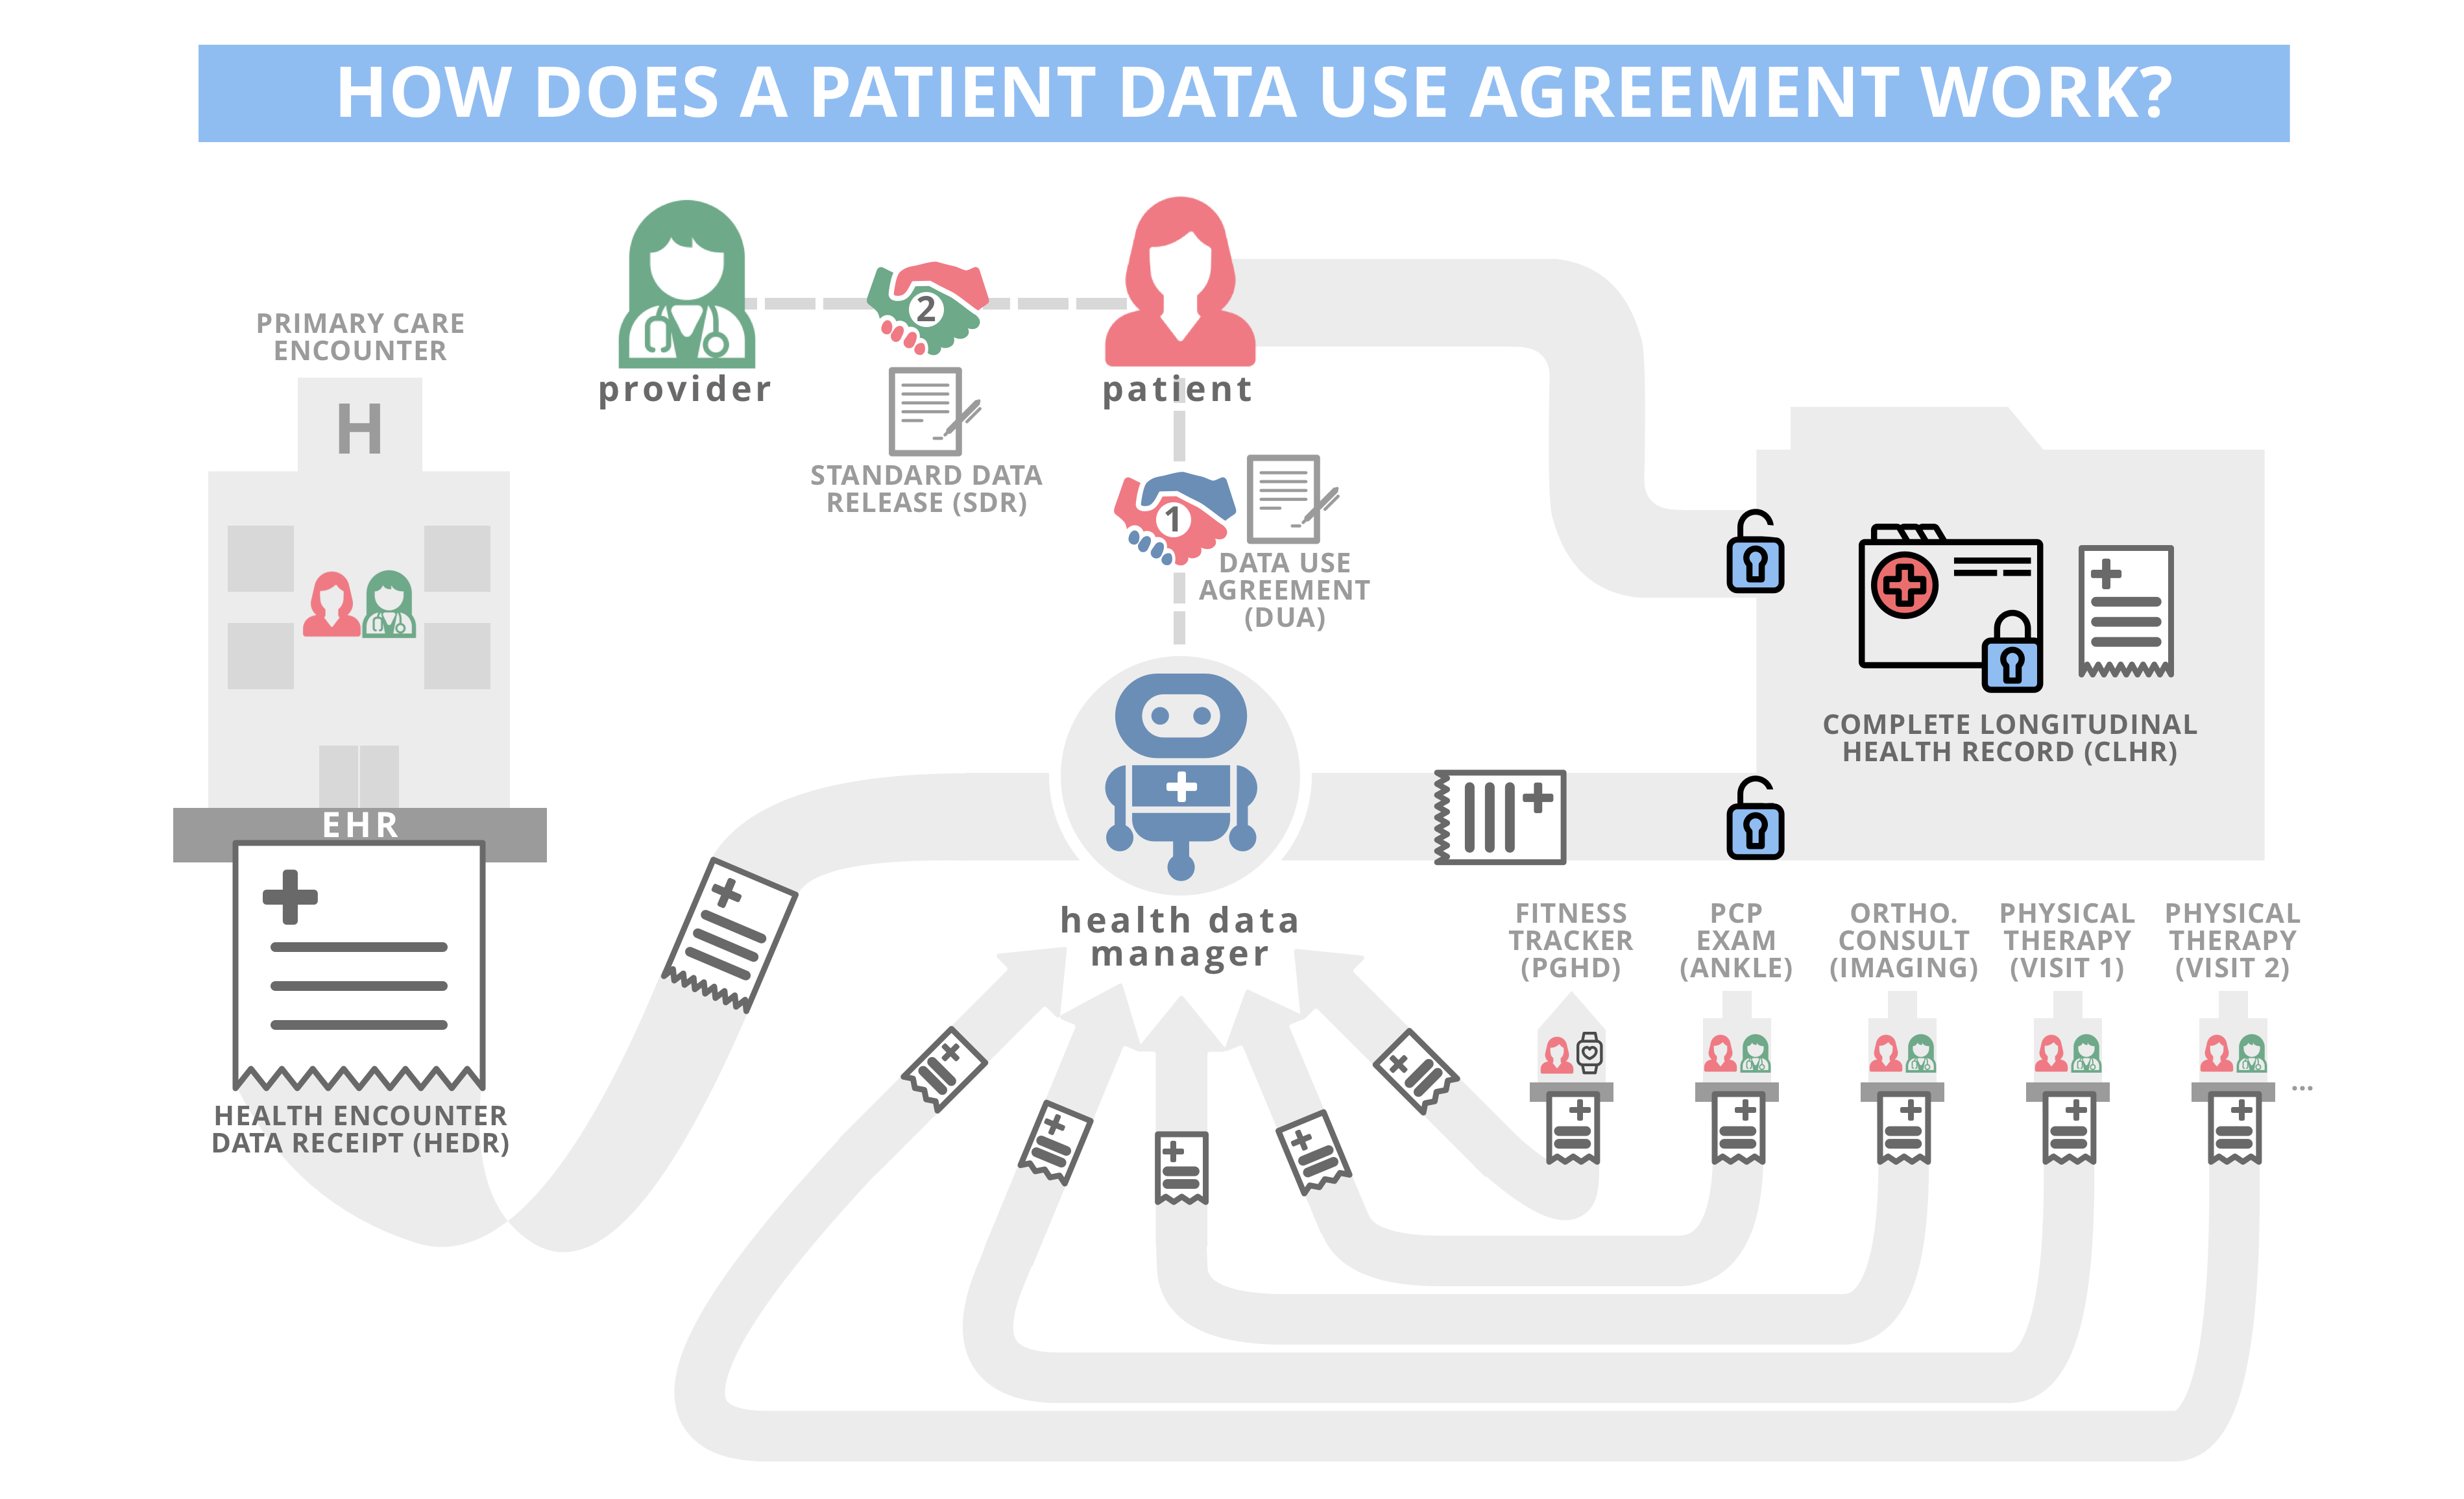 HOW DOES A PATIENT DATA USE AGREEMENT WORK?
PRIMARY CARE
ENCOUNTER
H
EHR
HEALTH ENCOUNTER
DATA RECEIPT (HEDR)
provider
2
STANDARD DATA
RELEASE (SDR)
patient
1
DATA USE
AGREEMENT
(DUA)
health data
manager
COMPLETE LONGITUDINAL
HEALTH RECORD (CLHR)
FITNESS
TRACKER
(PGHD)
PCP
EXAM
(ANKLE)
ORTHO.
CONSULT
(IMAGING)
PHYSICAL
THERAPY
(VISIT 1)
PHYSICAL
THERAPY
(VISIT 2)
...